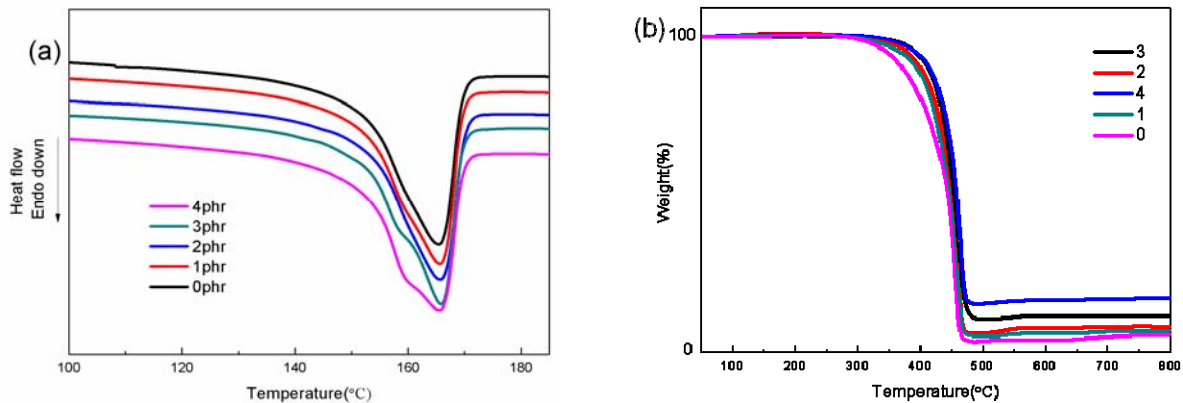 (a)
Heat flow
Endo down
4phr
3phr
2phr
1phr
0phr
100
120
140
160
180
Temperature(°C)
(b)
100
0
Weight(%)
3
2
4
1
0
100
200
300
400
500
600
700
800
Temperature(°C)